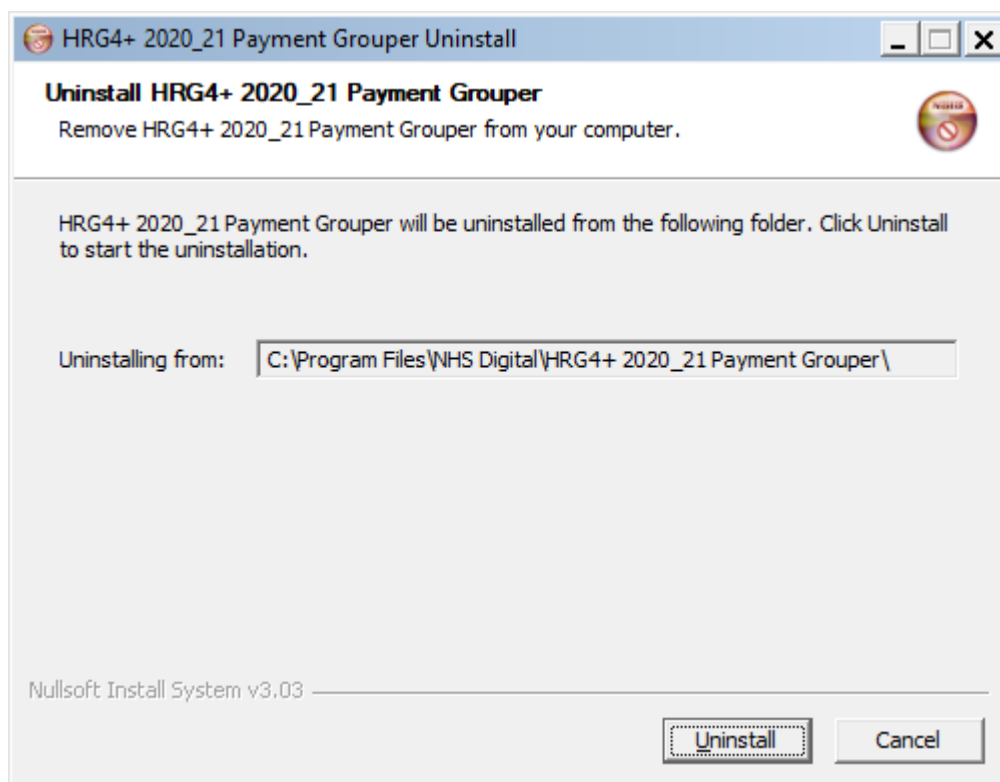 HRG4+ 2020_21 Payment Grouper Uninstall
Uninstall HRG4+ 2020_21 Payment Grouper
Remove HRG4+ 2020_21 Payment Grouper from your computer.
HRG4+ 2020_21 Payment Grouper will be uninstalled from the following folder. Click Uninstall
to start the uninstallation.
Uninstalling from: C:\Program Files\NHS Digital\HRG4+ 2020_21 Payment Grouper\
Nullsoft Install System v3.03
Uninstall Cancel